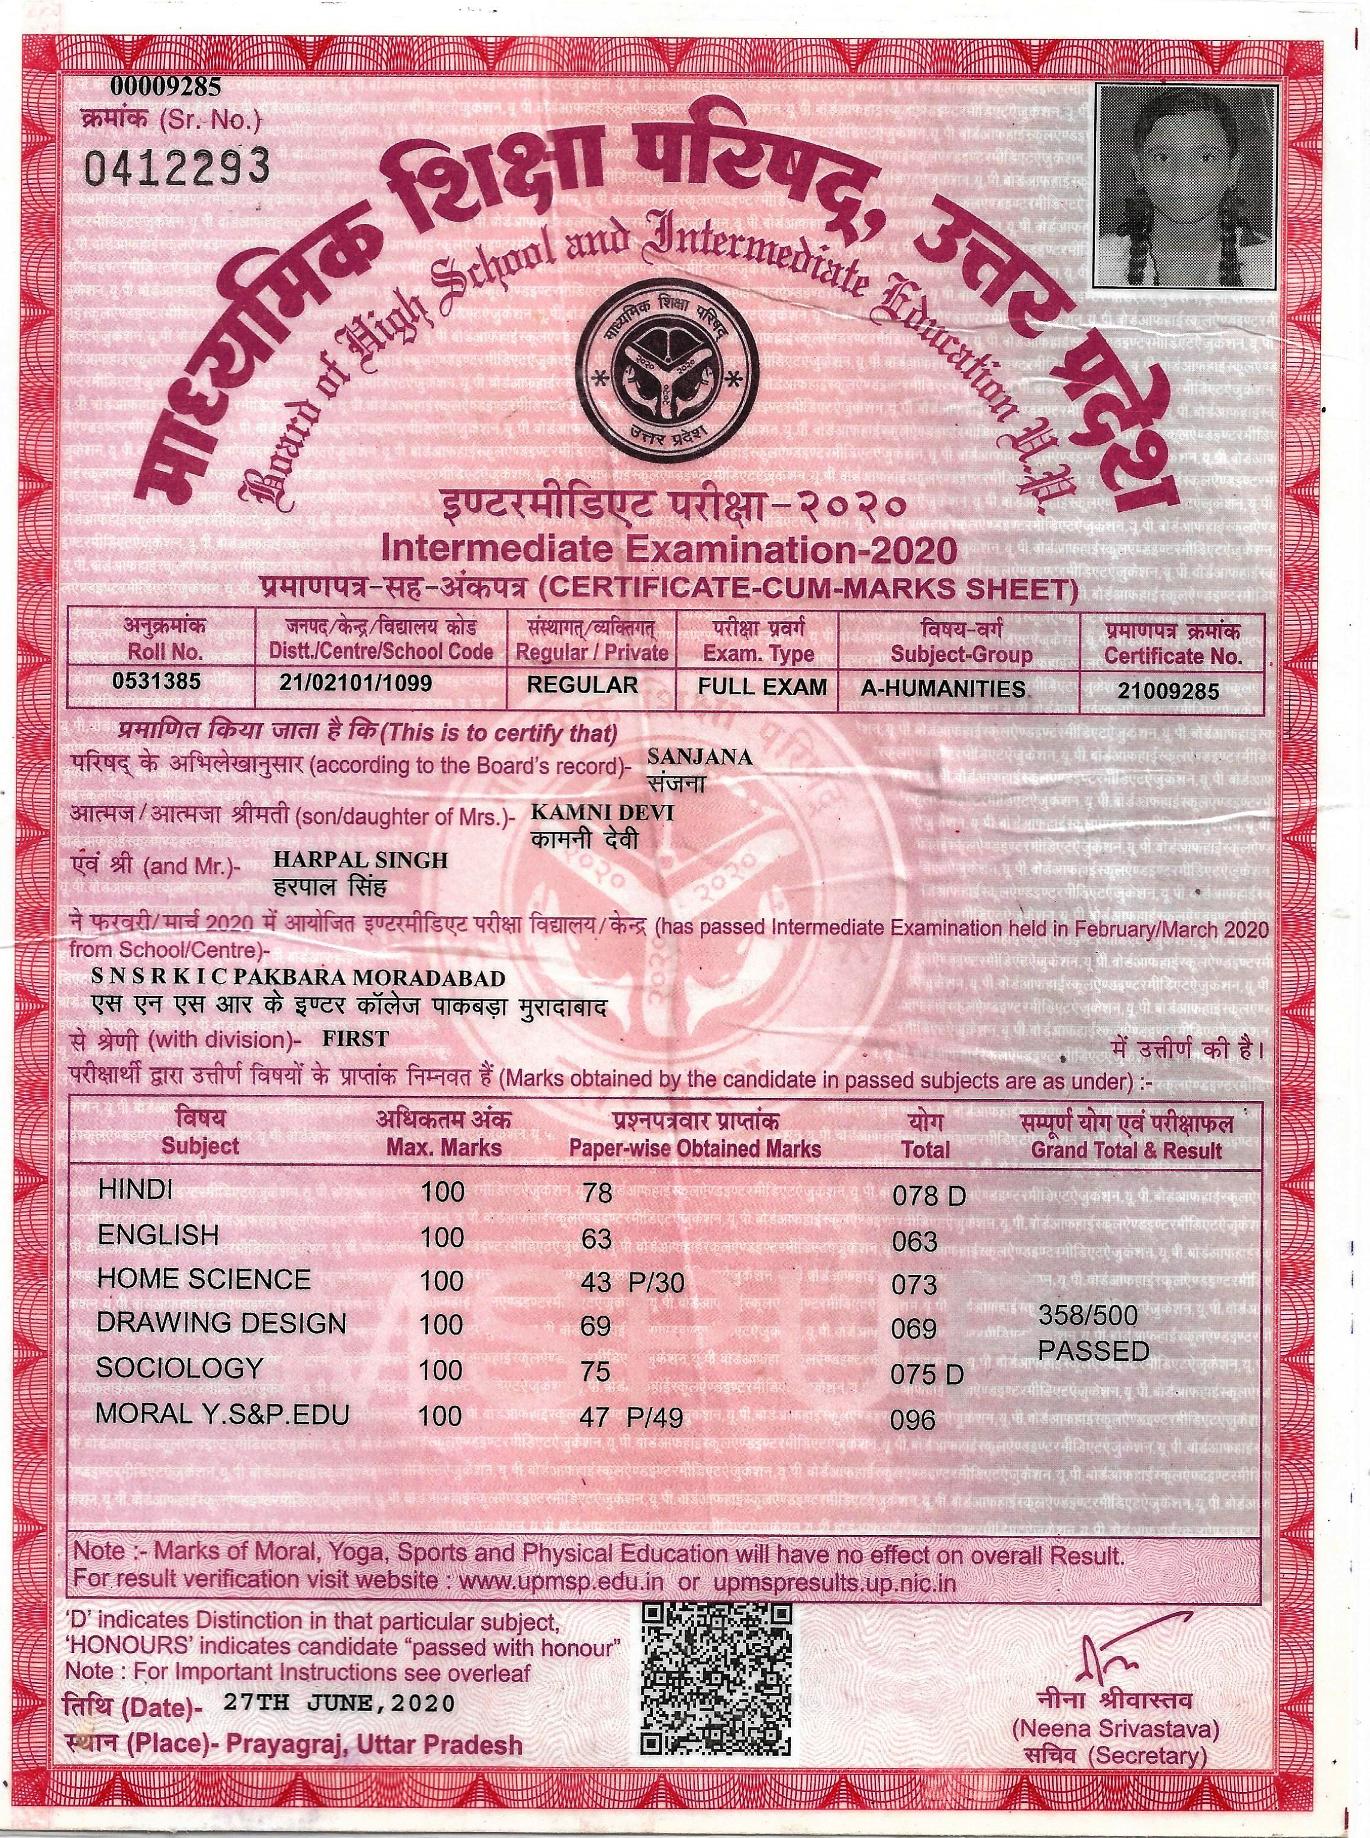 00009285
क्रमांक (Sr. No.)
0412293
माध्यमिक शिक्षा परिषद्, उत्तर प्रदेश
Board of High School and Intermediate Education U.P.
माध्यमिक शिक्षा परिषद्
उत्तर प्रदेश
इण्टरमीडिएट परीक्षा-२०२०
Intermediate Examination-2020
प्रमाणपत्र-सह-अंकपत्र (CERTIFICATE-CUM-MARKS SHEET)
अनुक्रमांक जनपद/केन्द्र/विद्यालय कोड संस्थागत्/व्यक्तिगत् परीक्षा प्रवर्ग विषय-वर्ग प्रमाणपत्र क्रमांक
Roll No. Distt./Centre/School Code Regular / Private Exam. Type Subject-Group Certificate No.
0531385 21/02101/1099 REGULAR FULL EXAM A-HUMANITIES 21009285
प्रमाणित किया जाता है कि (This is to certify that)
परिषद् के अभिलेखानुसार (according to the Board's record)- SANJANA
संजना
आत्मज/आत्मजा श्रीमती (son/daughter of Mrs.)- KAMNI DEVI
कामनी देवी
एवं श्री (and Mr.)- HARPAL SINGH
हरपाल सिंह
ने फरवरी/मार्च 2020 में आयोजित इण्टरमीडिएट परीक्षा विद्यालय/केन्द्र (has passed Intermediate Examination held in February/March 2020
from School/Centre)-
S N S R K I C PAKBARA MORADABAD
एस एन एस आर के इण्टर कॉलेज पाकबड़ा मुरादाबाद
से श्रेणी (with division)- FIRST में उत्तीर्ण की है।
परीक्षार्थी द्वारा उत्तीर्ण विषयों के प्राप्तांक निम्नवत हैं (Marks obtained by the candidate in passed subjects are as under) :-
विषय अधिकतम अंक प्रश्नपत्रवार प्राप्तांक योग सम्पूर्ण योग एवं परीक्षाफल
Subject Max. Marks Paper-wise Obtained Marks Total Grand Total & Result
HINDI 100 78 078 D
ENGLISH 100 63 063
HOME SCIENCE 100 43 P/30 073
DRAWING DESIGN 100 69 069 358/500
PASSED
SOCIOLOGY 100 75 075 D
MORAL Y.S&P.EDU 100 47 P/49 096
Note :- Marks of Moral, Yoga, Sports and Physical Education will have no effect on overall Result.
For result verification visit website : www.upmsp.edu.in or upmspresults.up.nic.in
'D' indicates Distinction in that particular subject,
'HONOURS' indicates candidate "passed with honour"
Note : For Important Instructions see overleaf
तिथि (Date)- 27TH JUNE,2020
स्थान (Place)- Prayagraj, Uttar Pradesh
नीना श्रीवास्तव
(Neena Srivastava)
सचिव (Secretary)